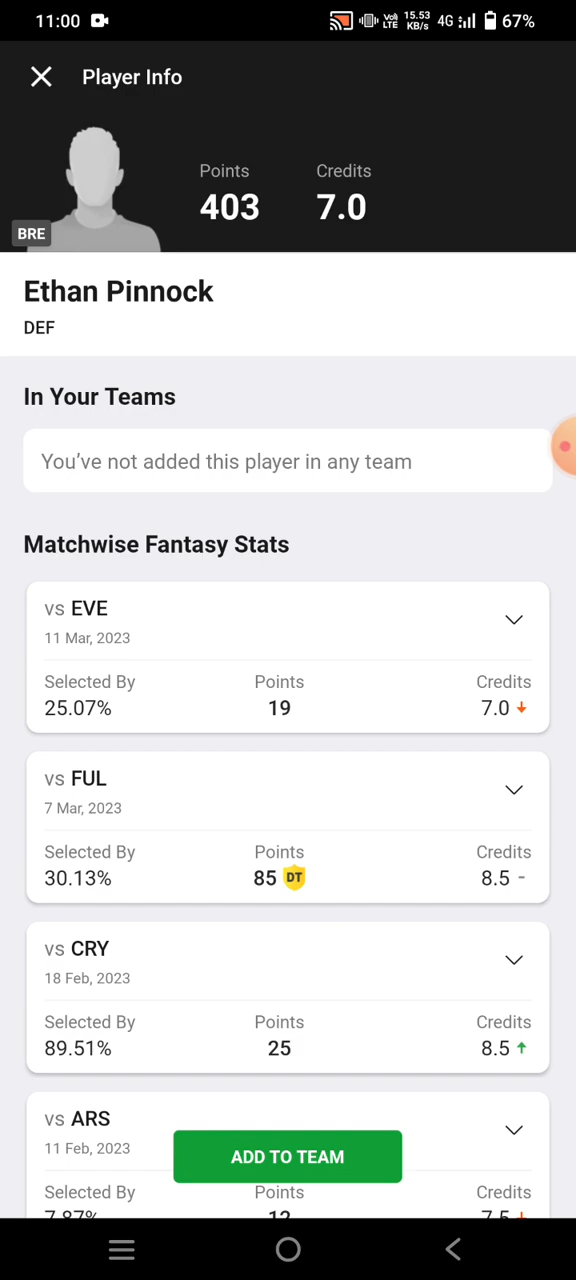 11:00
Vo)) LTE 15.53 KB/s 4G 67%
Player Info
Points Credits
403 7.0
BRE
Ethan Pinnock
DEF
In Your Teams
You’ve not added this player in any team
Matchwise Fantasy Stats
vs EVE
11 Mar, 2023
Selected By Points Credits
25.07% 19 7.0
vs FUL
7 Mar, 2023
Selected By Points Credits
30.13% 85 DT 8.5 -
vs CRY
18 Feb, 2023
Selected By Points Credits
89.51% 25 8.5
vs ARS
11 Feb, 2023
ADD TO TEAM
Selected By Points Credits
7.87% 12 7.5